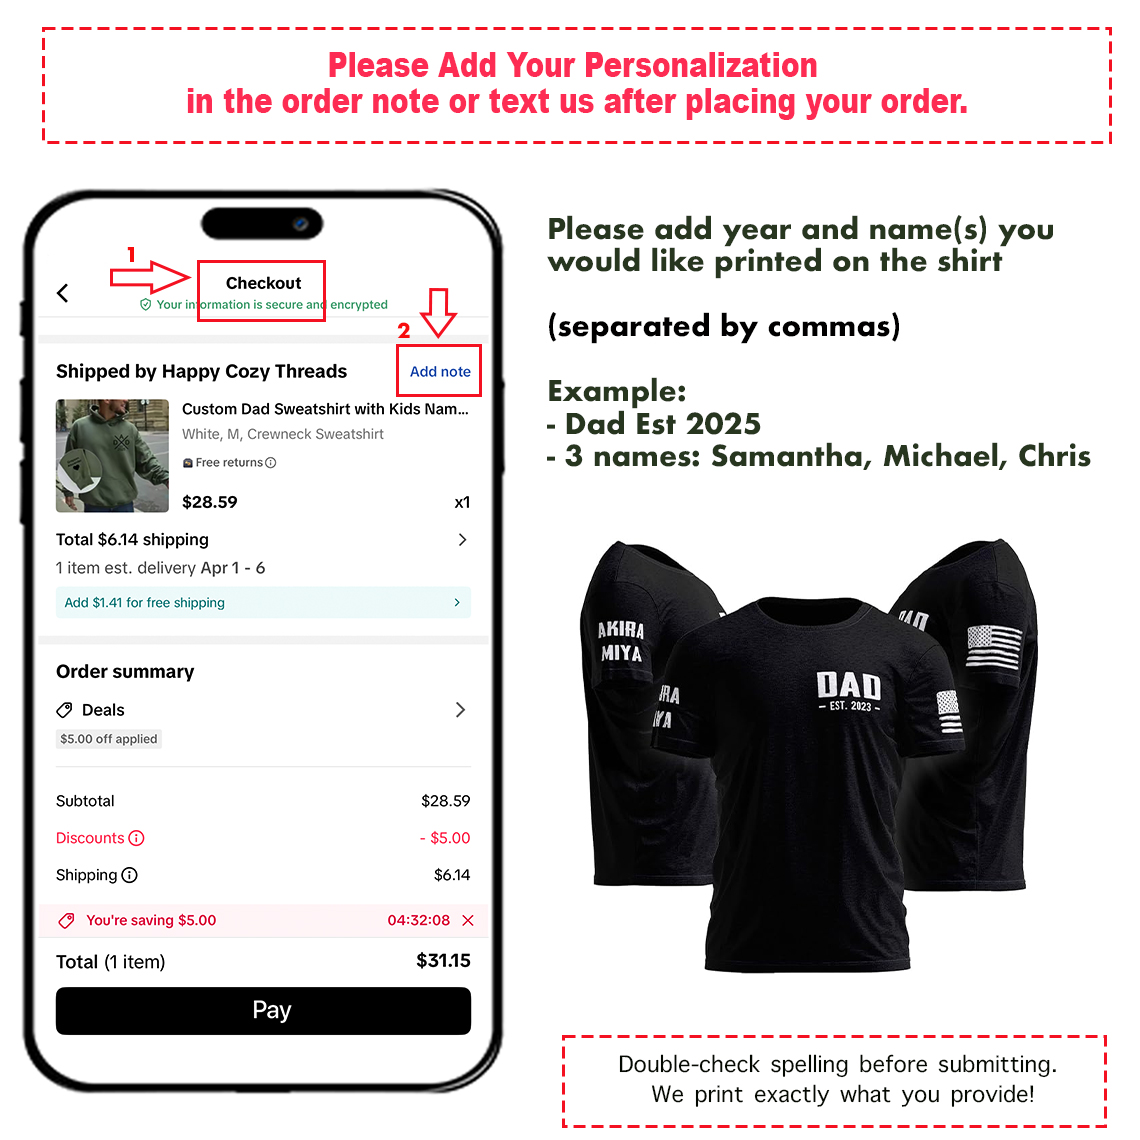 Please Add Your Personalization
in the order note or text us after placing your order.
1
Checkout
Your information is secure and encrypted
2
Shipped by Happy Cozy Threads
Add note
Custom Dad Sweatshirt with Kids Nam...
White, M, Crewneck Sweatshirt
Free returns
$28.59
x1
Total $6.14 shipping
1 item est. delivery Apr 1 - 6
Add $1.41 for free shipping
Order summary
Deals
$5.00 off applied
Subtotal
$28.59
Discounts
- $5.00
Shipping
$6.14
You're saving $5.00
04:32:08
Total (1 item)
$31.15
Pay
Please add year and name(s) you
would like printed on the shirt
(separated by commas)
Example:
- Dad Est 2025
- 3 names: Samantha, Michael, Chris
AKIRA
MIYA
IRA
IYA
DAD
- EST. 2023 -
DAD
Double-check spelling before submitting.
We print exactly what you provide!